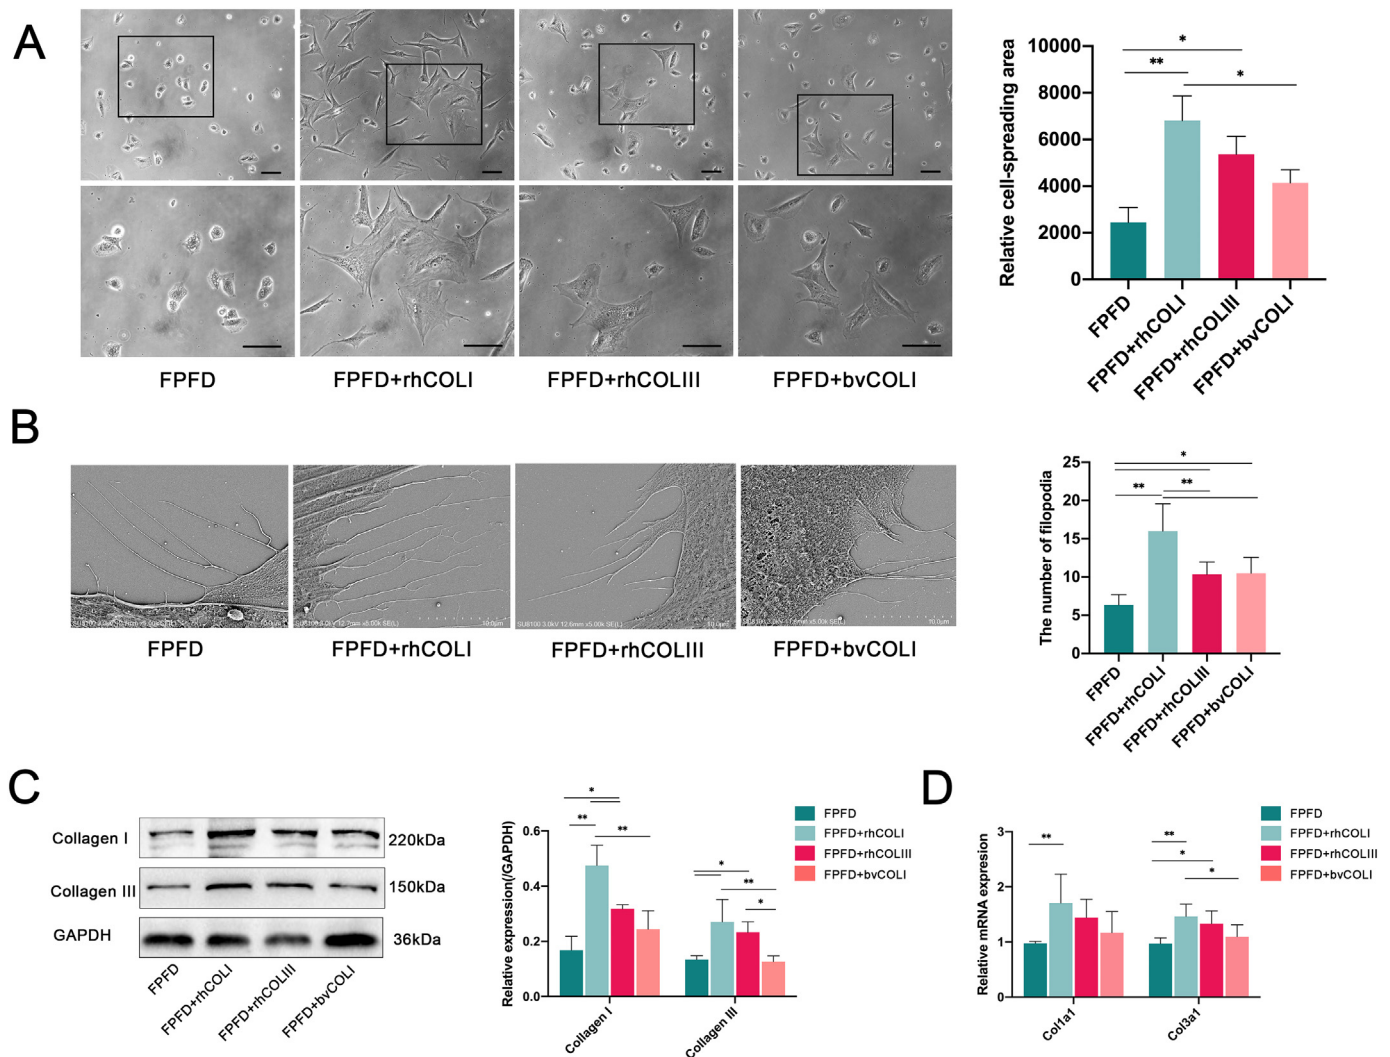 A
FPFD
FPFD+rhCOLI
FPFD+rhCOLIII
FPFD+bvCOLI
Relative cell-spreading area
10000
8000
6000
4000
2000
0
*
**
*
FPFD
FPFD+rhCOLI
FPFD+rhCOLIII
FPFD+bvCOLI
B
10.0μm
10.0μm
FPFD
FPFD+rhCOLI
FPFD+rhCOLIII
FPFD+bvCOLI
The number of filopodia
25
20
15
10
5
0
*
** **
FPFD
FPFD+rhCOLI
FPFD+rhCOLIII
FPFD+bvCOLI
C
Collagen I
220kDa
Collagen III
150kDa
GAPDH
36kDa
FPFD
FPFD+rhCOLI
FPFD+rhCOLIII
FPFD+bvCOLI
Relative expression(/GAPDH)
0.6
0.4
0.2
0.0
*
** **
*
**
*
Collagen I
Collagen III
FPFD
FPFD+rhCOLI
FPFD+rhCOLIII
FPFD+bvCOLI
D
Relative mRNA expresion
3
2
1
0
**
**
*
*
Col1a1
Col3a1
FPFD
FPFD+rhCOLI
FPFD+rhCOLIII
FPFD+bvCOLI